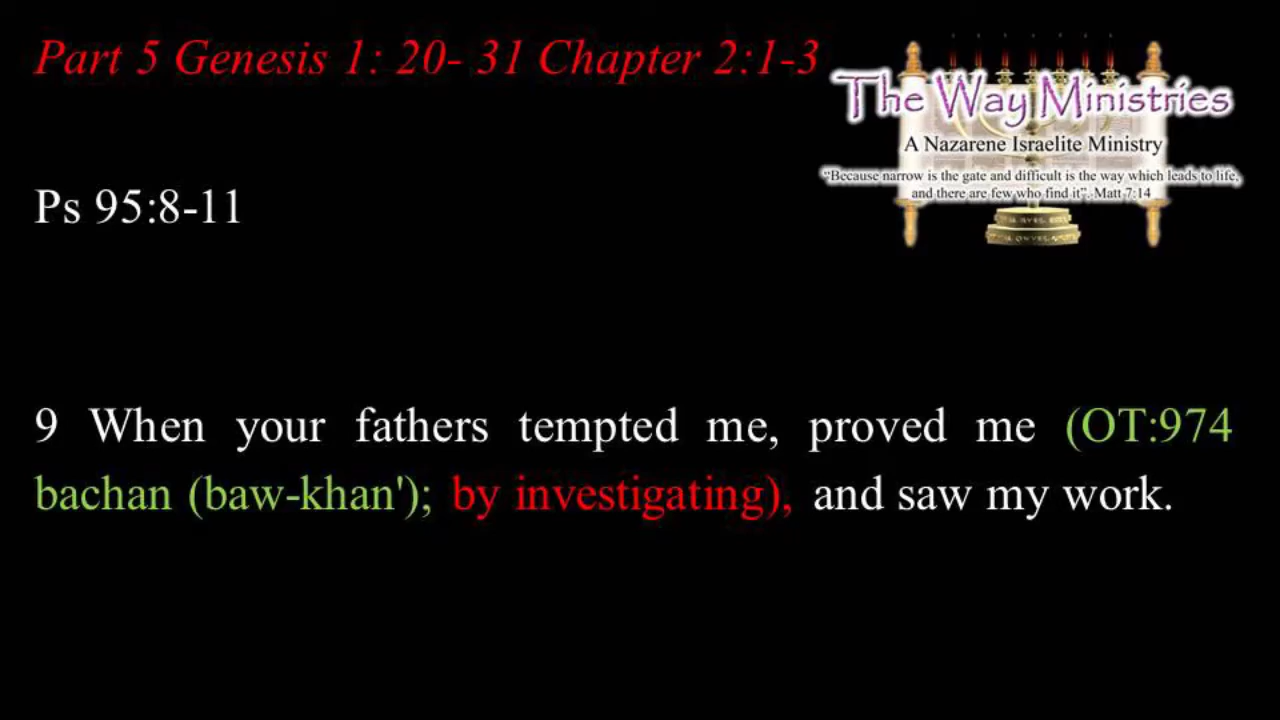 Part 5 Genesis 1: 20- 31 Chapter 2:1-3
The Way Ministries
A Nazarene Israelite Ministry
“Because narrow is the gate and difficult is the way which leads to life,
and there are few who find it”. Matt 7:14
Ps 95:8-11
9 When your fathers tempted me, proved me (OT:974
bachan (baw-khan'); by investigating), and saw my work.